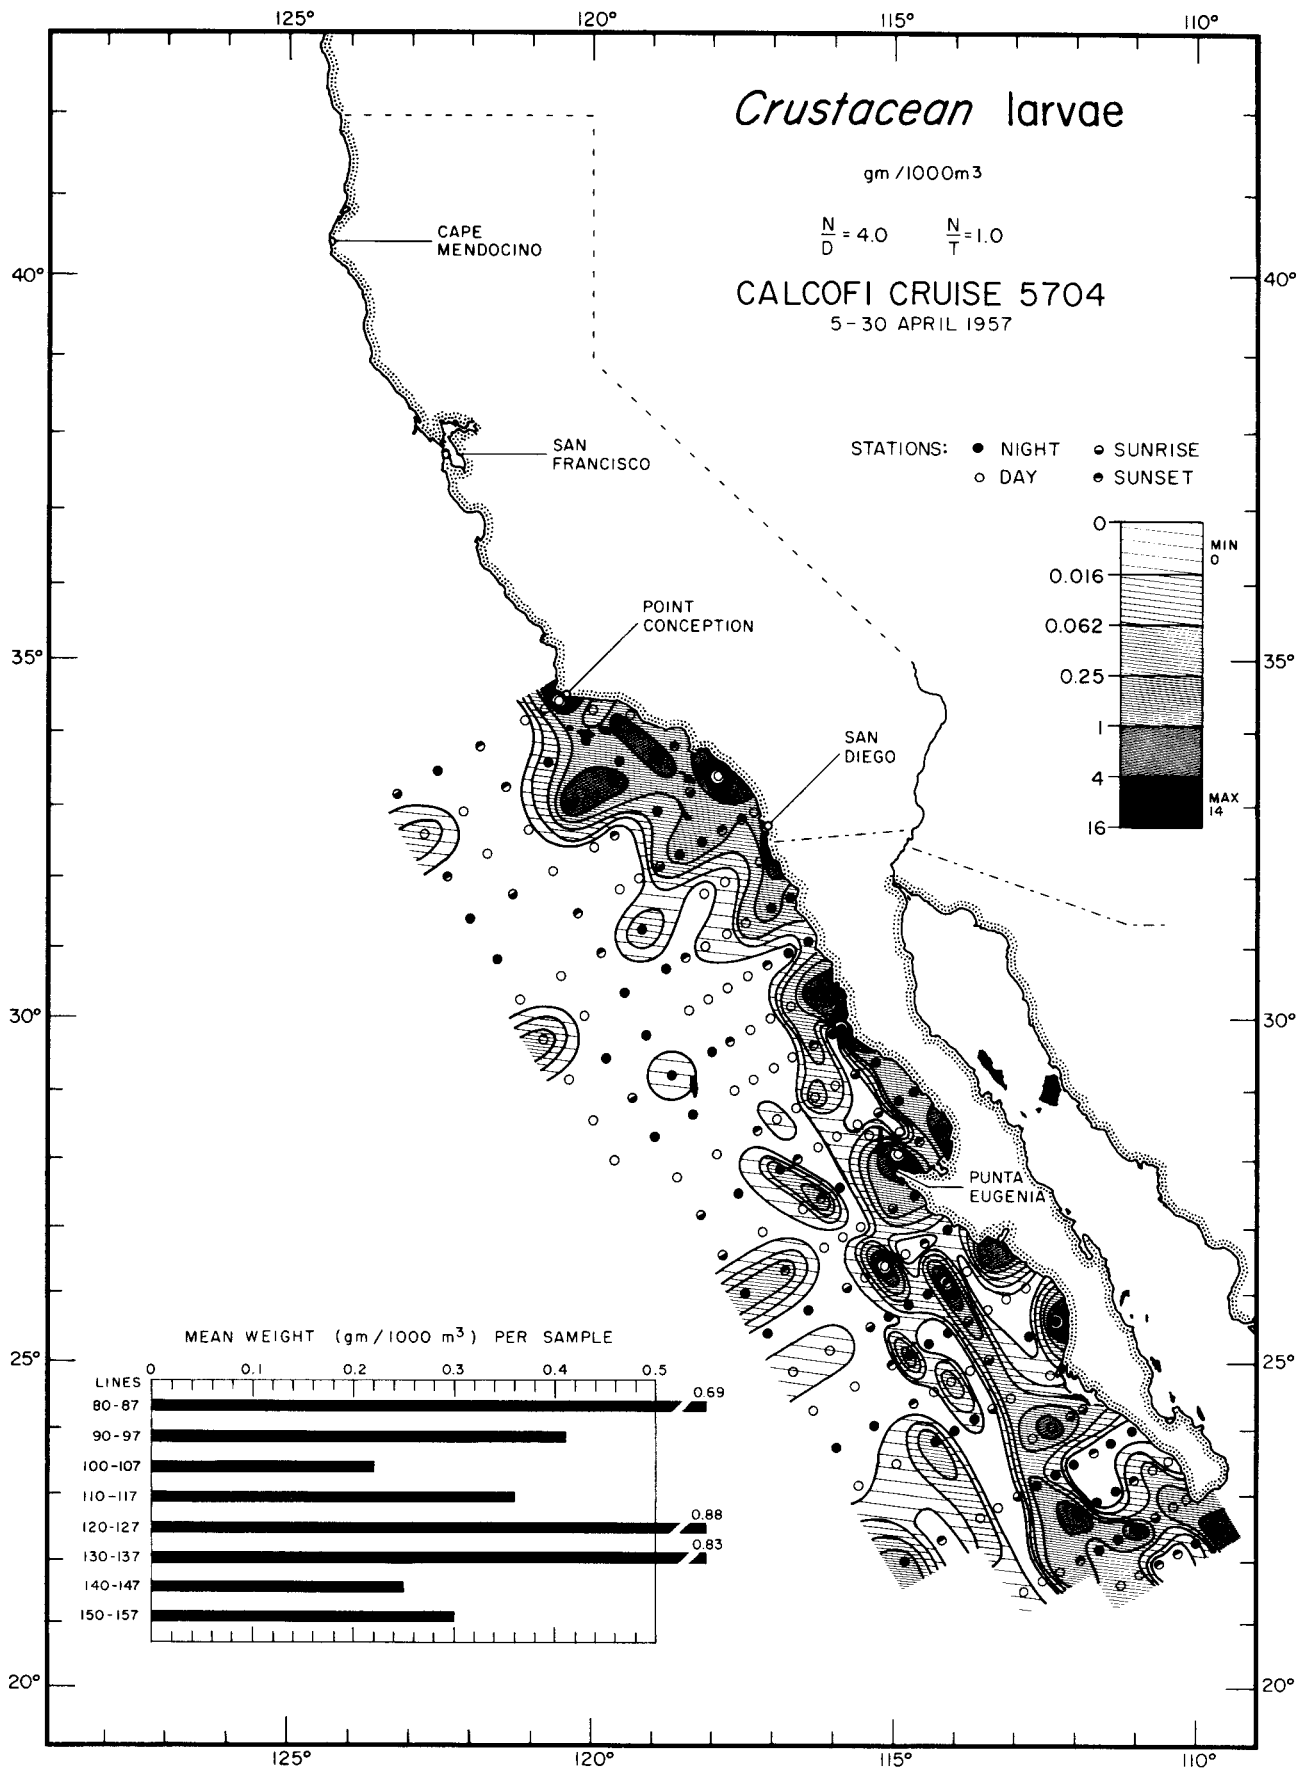 125°
120°
115°
110°
Crustacean larvae
gm/1000m³
N/D = 4.0 N/T = 1.0
CALCOFI CRUISE 5704
5-30 APRIL 1957
CAPE
MENDOCINO
40°
40°
SAN
FRANCISCO
STATIONS: ● NIGHT ◒ SUNRISE
○ DAY ◓ SUNSET
0
0.016
0.062
0.25
1
4
16
MIN
0
MAX
14
POINT
CONCEPTION
35°
35°
SAN
DIEGO
30°
30°
PUNTA
EUGENIA
25°
25°
MEAN WEIGHT (gm/1000 m³) PER SAMPLE
0 0.1 0.2 0.3 0.4 0.5
LINES
80-87 0.69
90-97
100-107
110-117
120-127 0.88
130-137 0.83
140-147
150-157
20°
20°
125°
120°
115°
110°